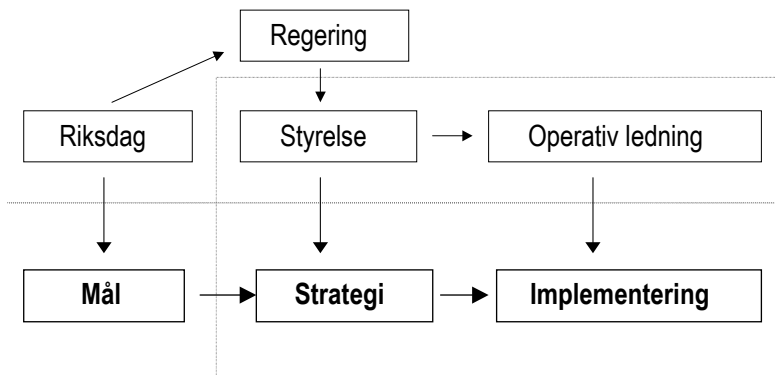 Regering
Riksdag
Styrelse
Operativ ledning
Mål
Strategi
Implementering